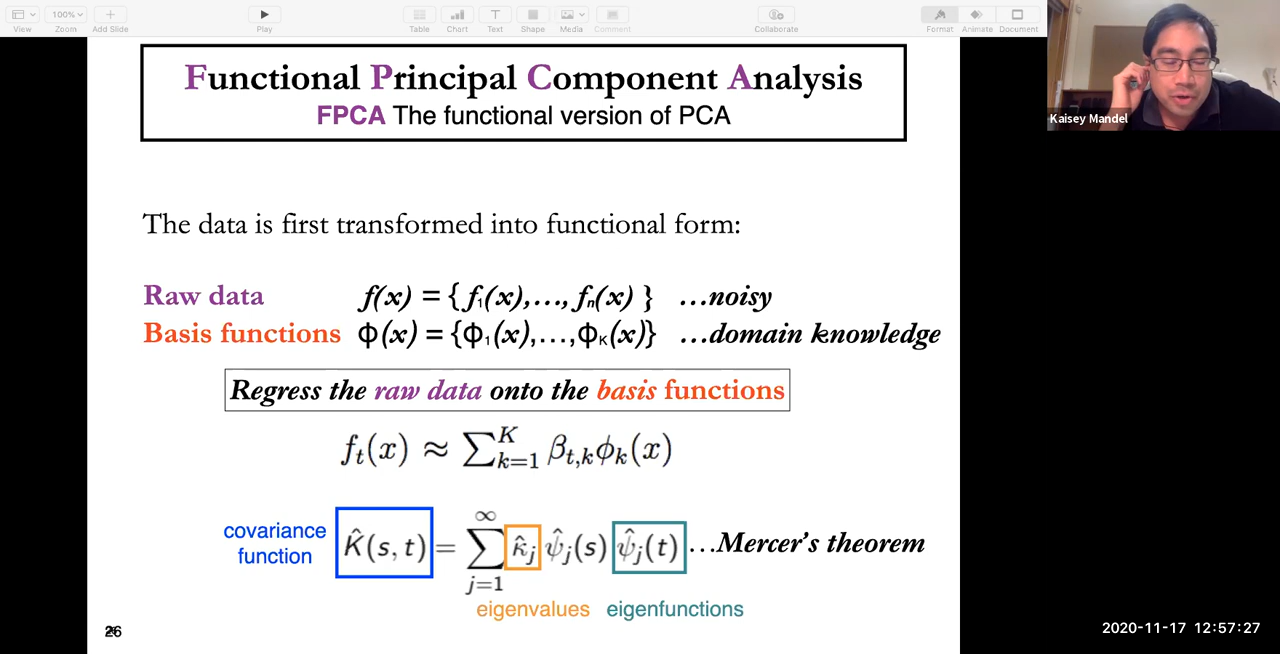 View
100%
Zoom
Add Slide
Play
Table
Chart
Text
Shape
Media
Comment
Collaborate
Format
Animate
Document
Kaisey Mandel
Functional Principal Component Analysis
FPCA The functional version of PCA
The data is first transformed into functional form:
Raw data f(x) = { f₁(x),…, fₙ(x) } …noisy
Basis functions Φ(x) = {Φ₁(x),…,Φₖ(x)} …domain knowledge
Regress the raw data onto the basis functions
fₜ(x) ≈ ∑ᴷₖ₌₁ βₜ,ₖϕₖ(x)
covariance function K̂(s, t) = ∑^∞_{j=1} κ̂ⱼ ψ̂ⱼ(s) ψ̂ⱼ(t) …Mercer's theorem
eigenvalues eigenfunctions
26
2020-11-17 12:57:27